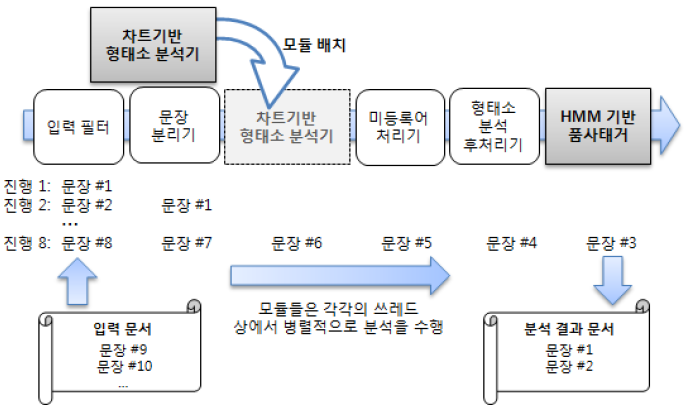 차트기반
형태소 분석기
모듈 배치
입력 필터
문장
분리기
차트기반
형태소 분석기
미등록어
처리기
형태소
분석
후처리기
HMM 기반
품사태거
진행 1: 문장 #1
진행 2: 문장 #2 문장 #1
...
진행 8: 문장 #8 문장 #7 문장 #6 문장 #5 문장 #4 문장 #3
모듈들은 각각의 쓰레드
상에서 병렬적으로 분석을 수행
입력 문서
문장 #9
문장 #10
...
분석 결과 문서
문장 #1
문장 #2